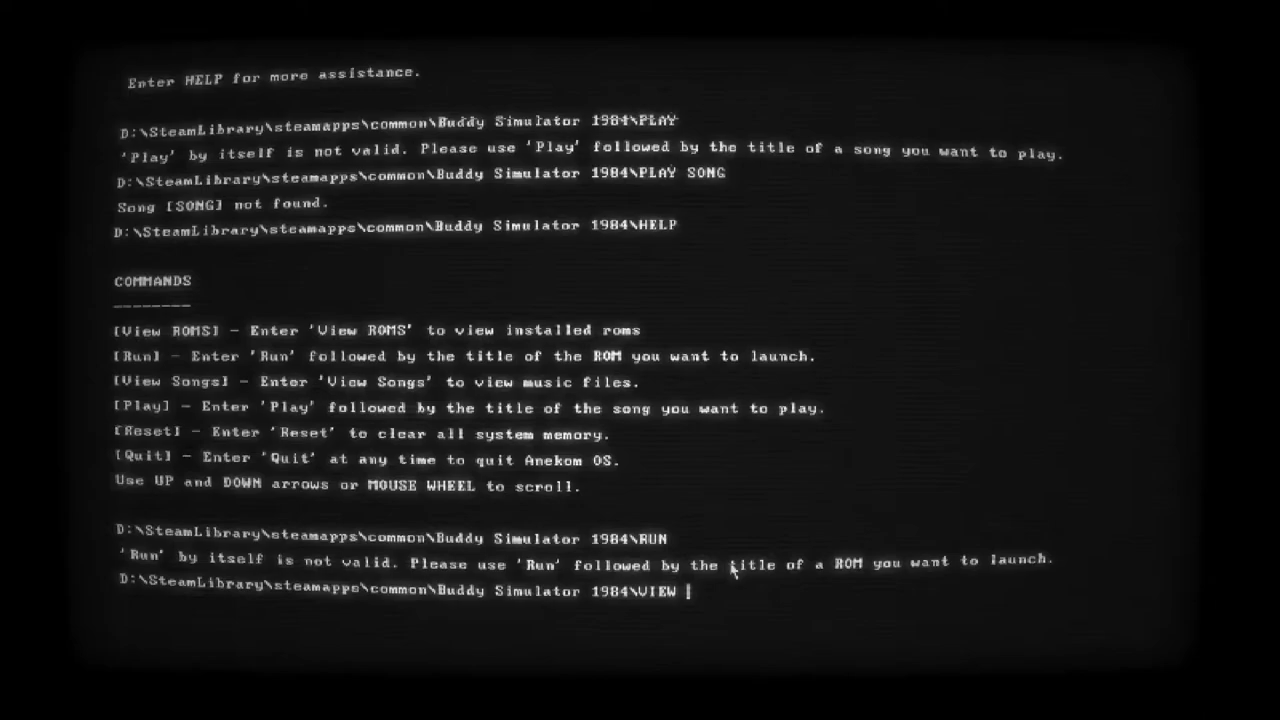 Enter HELP for more assistance.
D:\SteamLibrary\steamapps\common\Buddy Simulator 1984\PLAY
'Play' by itself is not valid. Please use 'Play' followed by the title of a song you want to play.
D:\SteamLibrary\steamapps\common\Buddy Simulator 1984\PLAY SONG
Song [SONG] not found.
D:\SteamLibrary\steamapps\common\Buddy Simulator 1984\HELP
COMMANDS
--------
[View ROMS] - Enter 'View ROMS' to view installed roms
[Run] - Enter 'Run' followed by the title of the ROM you want to launch.
[View Songs] - Enter 'View Songs' to view music files.
[Play] - Enter 'Play' followed by the title of the song you want to play.
[Reset] - Enter 'Reset' to clear all system memory.
[Quit] - Enter 'Quit' at any time to quit Anekom OS.
Use UP and DOWN arrows or MOUSE WHEEL to scroll.
D:\SteamLibrary\steamapps\common\Buddy Simulator 1984\RUN
'Run' by itself is not valid. Please use 'Run' followed by the title of a ROM you want to launch.
D:\SteamLibrary\steamapps\common\Buddy Simulator 1984\VIEW